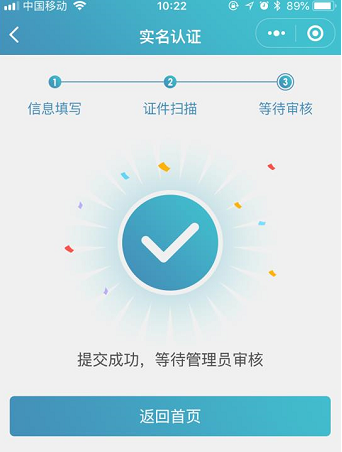 中国移动 10:22 89%
实名认证
1 2 3
信息填写 证件扫描 等待审核
提交成功，等待管理员审核
返回首页